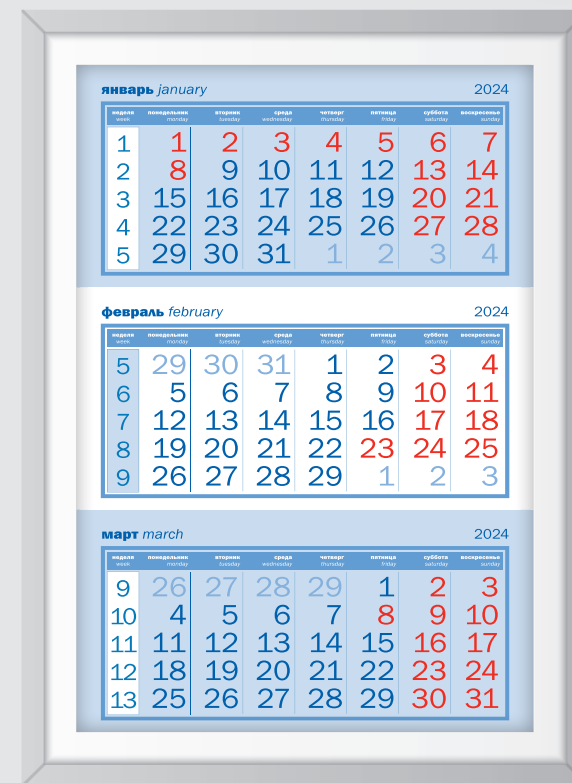 январь january 2024
неделя понедельник вторник среда четверг пятница суббота воскресенье
week monday tuesday wednesday thursday friday saturday sunday
1 1 2 3 4 5 6 7
2 8 9 10 11 12 13 14
3 15 16 17 18 19 20 21
4 22 23 24 25 26 27 28
5 29 30 31 1 2 3 4
февраль february 2024
неделя понедельник вторник среда четверг пятница суббота воскресенье
week monday tuesday wednesday thursday friday saturday sunday
5 29 30 31 1 2 3 4
6 5 6 7 8 9 10 11
7 12 13 14 15 16 17 18
8 19 20 21 22 23 24 25
9 26 27 28 29 1 2 3
март march 2024
неделя понедельник вторник среда четверг пятница суббота воскресенье
week monday tuesday wednesday thursday friday saturday sunday
9 26 27 28 29 1 2 3
10 4 5 6 7 8 9 10
11 11 12 13 14 15 16 17
12 18 19 20 21 22 23 24
13 25 26 27 28 29 30 31